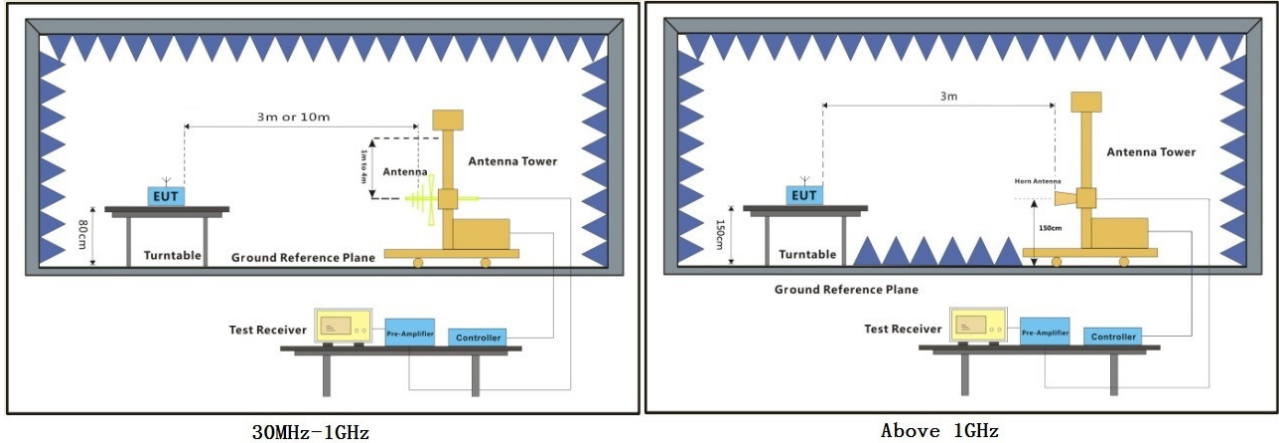 3m or 10m
1m to 4m
Antenna
Antenna Tower
EUT
80cm
Turntable
Ground Reference Plane
Test Receiver
Pre-Amplifier
Controller
30MHz-1GHz
3m
Antenna Tower
Horn Antenna
EUT
150cm
150cm
Turntable
Ground Reference Plane
Test Receiver
Pre-Amplifier
Controller
Above 1GHz